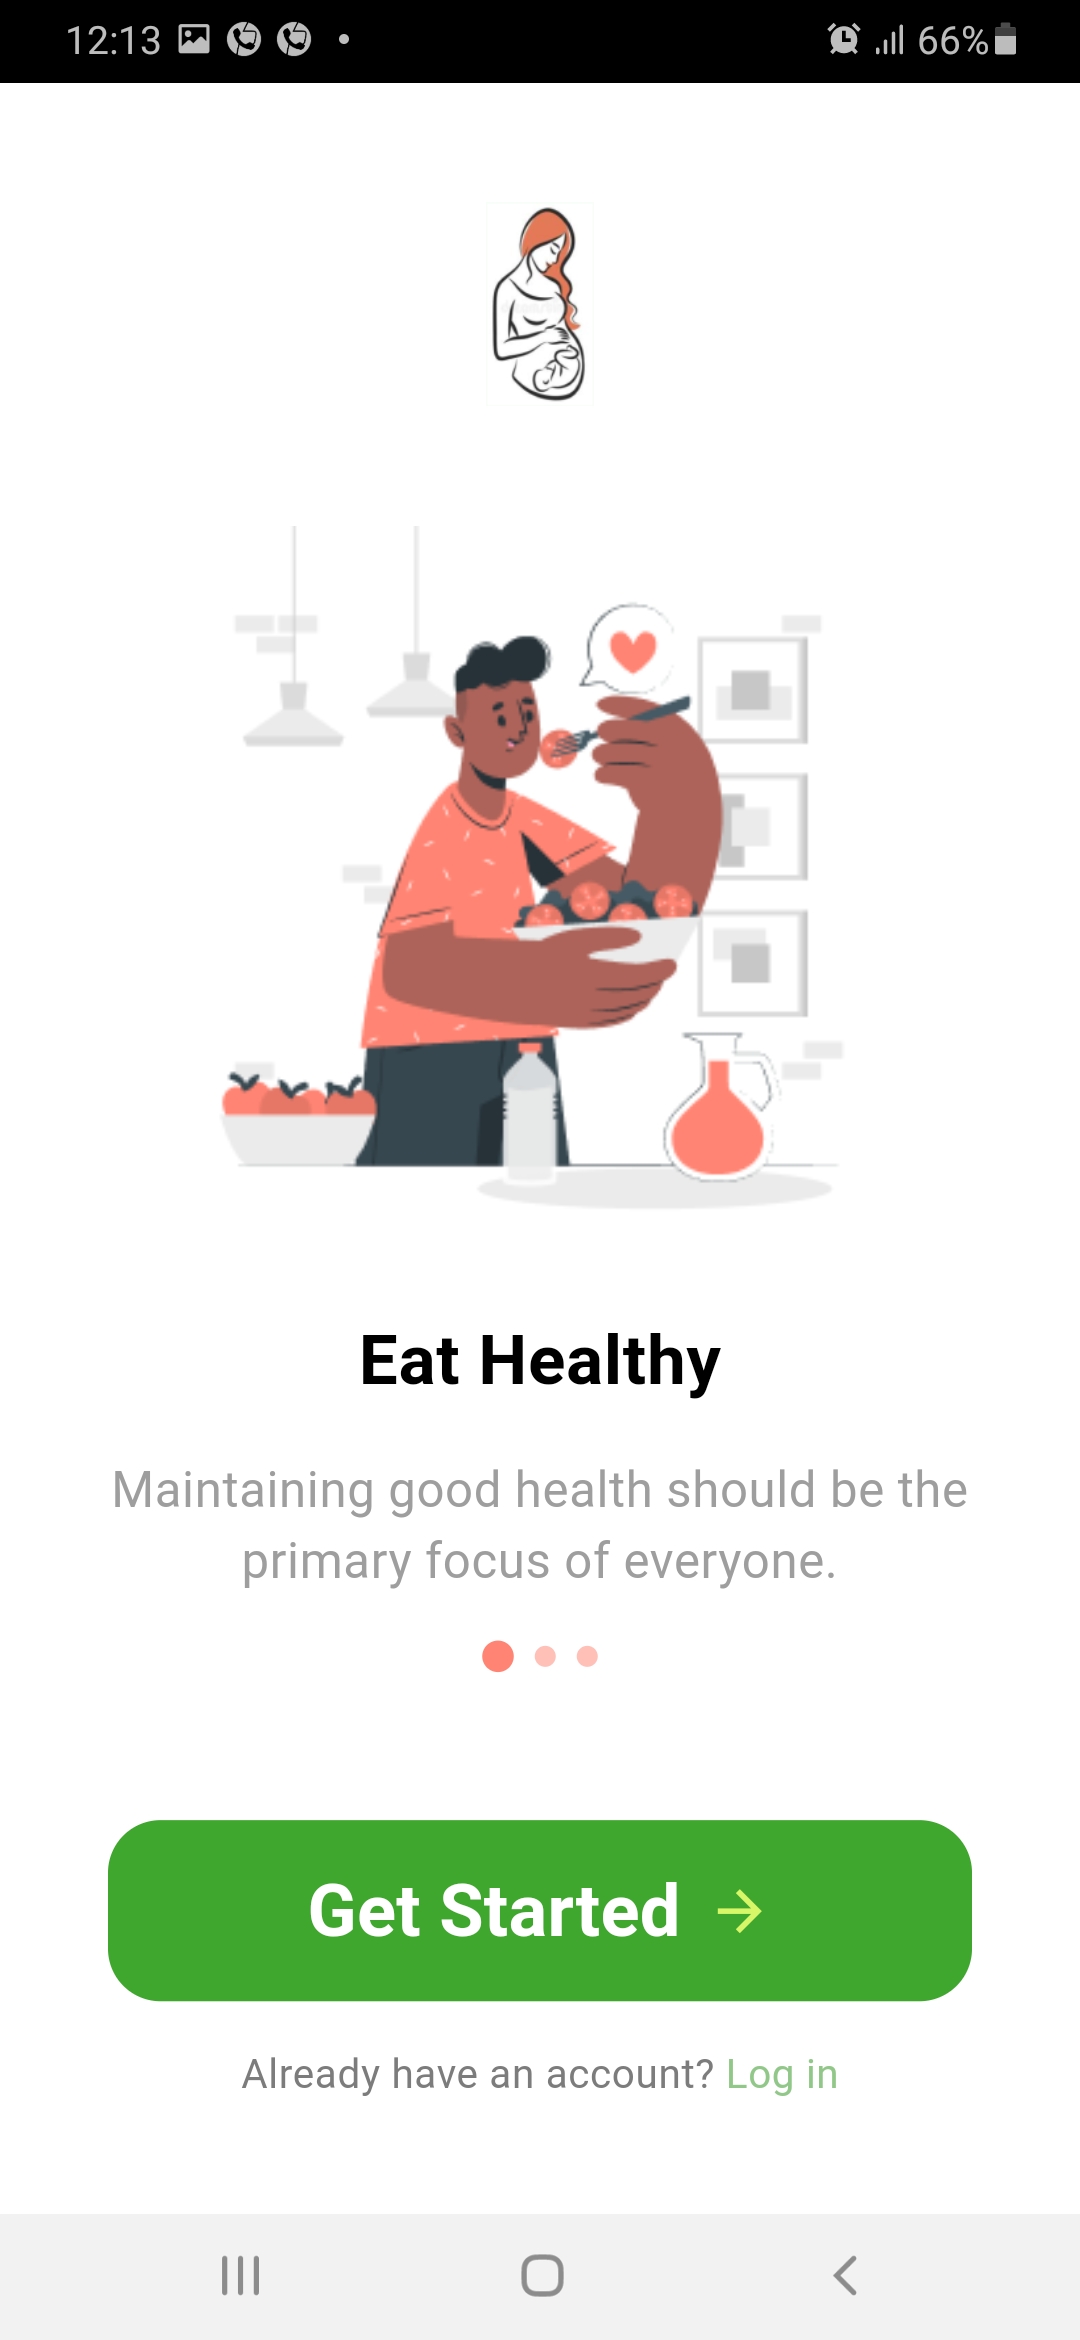 12:13
66%
Eat Healthy
Maintaining good health should be the
primary focus of everyone.
Get Started
Already have an account? Log in